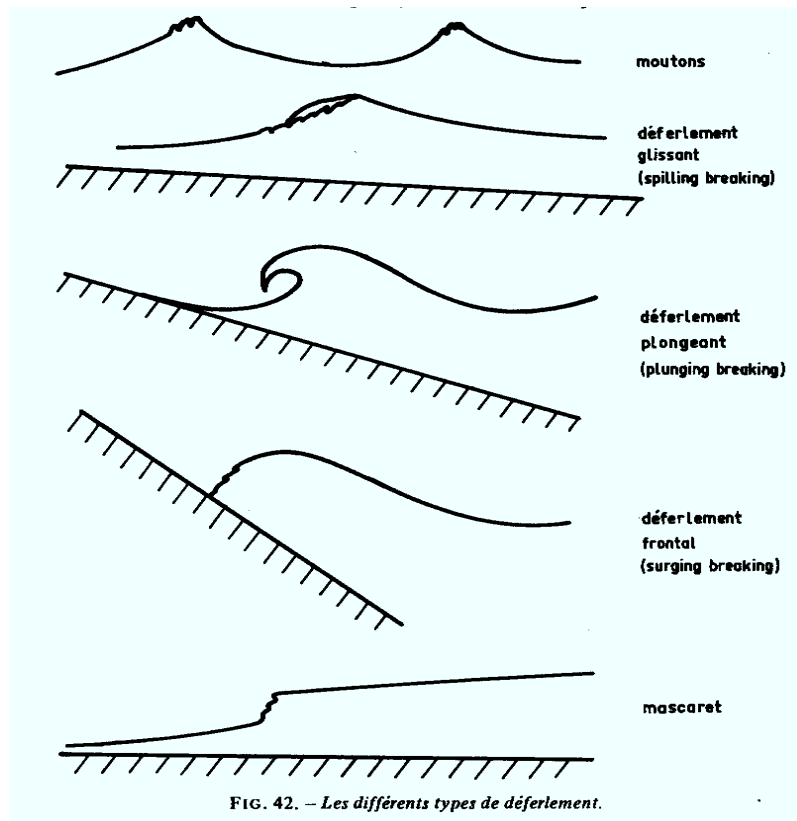 moutons
déferlement
glissant
(spilling breaking)
déferlement
plongeant
(plunging breaking)
déferlement
frontal
(surging breaking)
mascaret
FIG. 42. – Les différents types de déferlement.